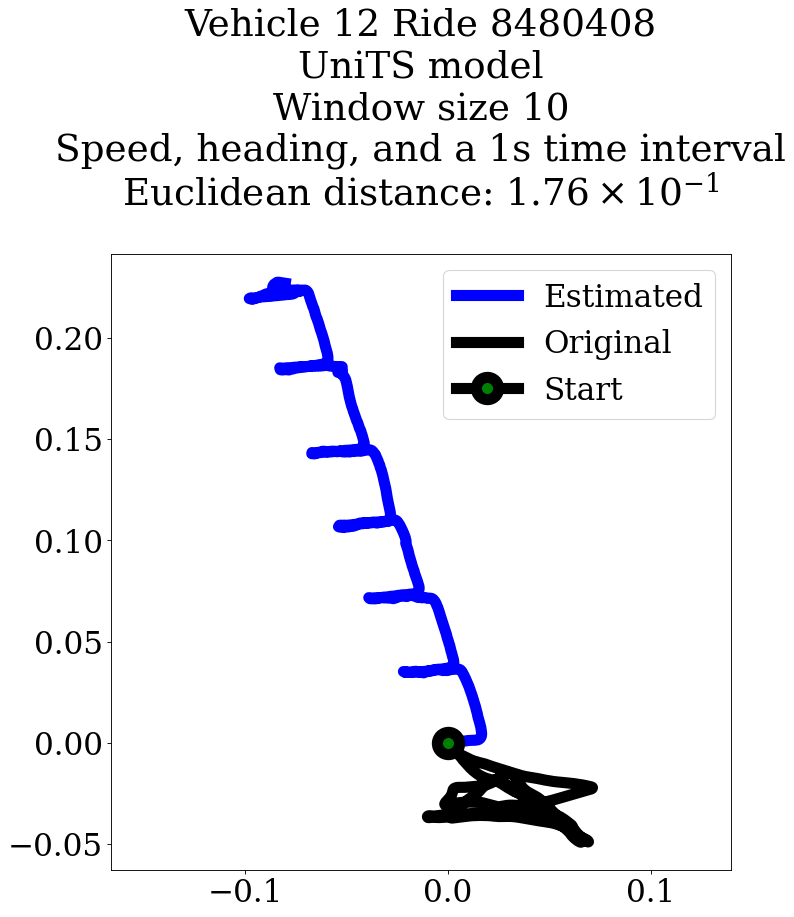 Vehicle 12 Ride 8480408
UniTS model
Window size 10
Speed, heading, and a 1s time interval
Euclidean distance: 1.76 × 10⁻¹
Estimated
Original
Start
0.20
0.15
0.10
0.05
0.00
−0.05
−0.1
0.0
0.1